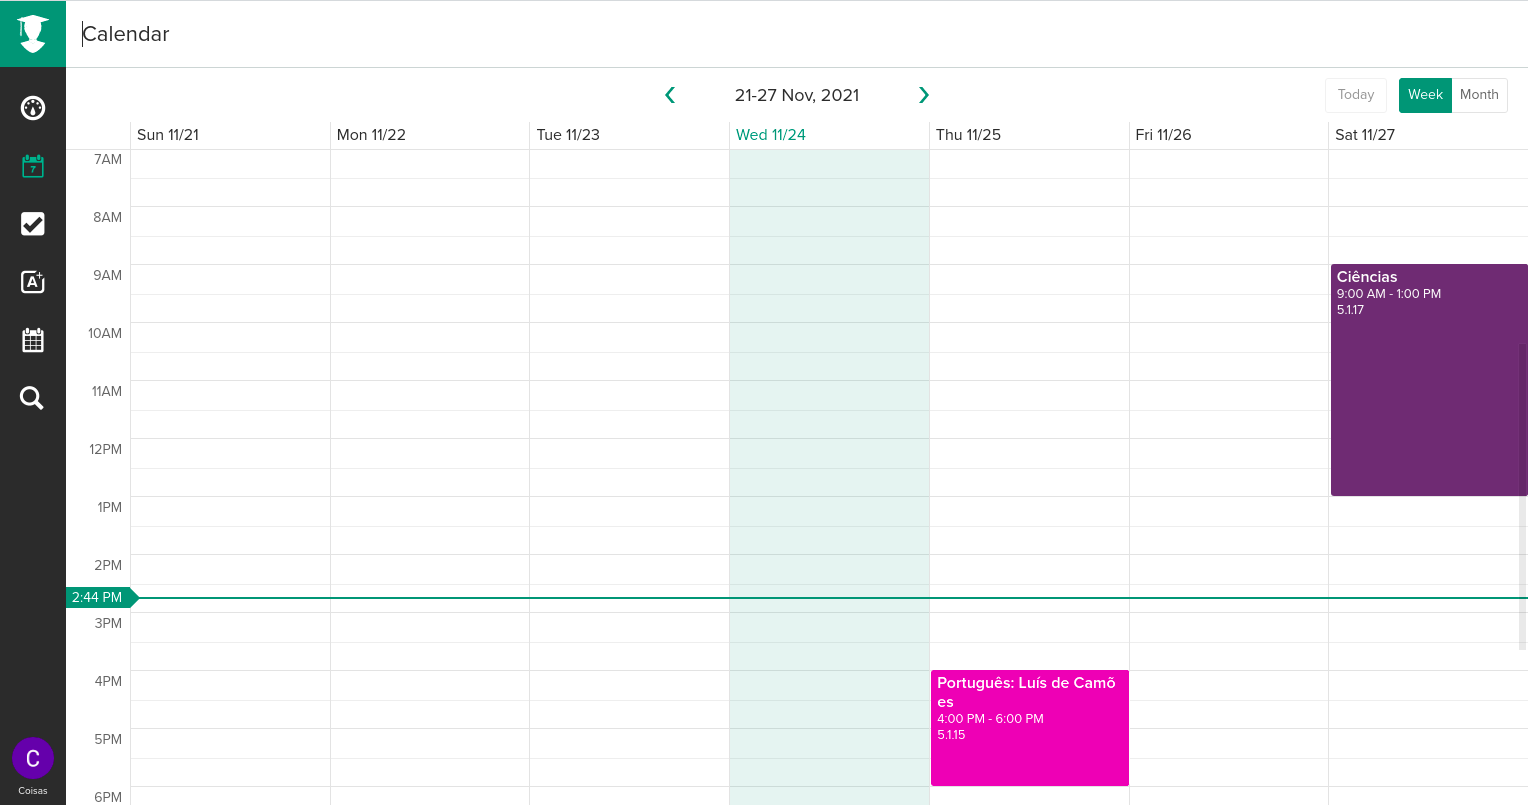 Calendar
21-27 Nov, 2021
Today
Week
Month
Sun 11/21
Mon 11/22
Tue 11/23
Wed 11/24
Thu 11/25
Fri 11/26
Sat 11/27
7AM
8AM
9AM
10AM
11AM
12PM
1PM
2PM
2:44 PM
3PM
4PM
5PM
6PM
Ciências
9:00 AM - 1:00 PM
5.1.17
Português: Luís de Camõ
es
4:00 PM - 6:00 PM
5.1.15
7
A+
C
Coisas